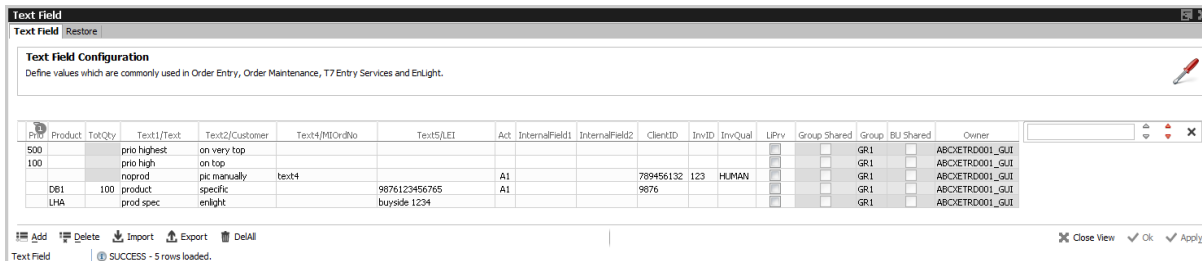 Text Field
Text Field Restore
Text Field Configuration
Define values which are commonly used in Order Entry, Order Maintenance, T7 Entry Services and EnLight.
1
Prio Product TotQty Text1/Text Text2/Customer Text4/MIOrdNo Text5/LEI Act InternalField1 InternalField2 ClientID InvID InvQual LiPrv Group Shared Group BU Shared Owner
500 prio highest on very top GR1 ABCXETRD001_GUI
100 prio high on top GR1 ABCXETRD001_GUI
noprod pic manually text4 A1 789456132 123 HUMAN GR1 ABCXETRD001_GUI
DB1 100 product specific 9876123456765 A1 9876 GR1 ABCXETRD001_GUI
LHA prod spec enlight buyside 1234 GR1 ABCXETRD001_GUI
Add Delete Import Export DelAll Close View Ok Apply
Text Field SUCCESS - 5 rows loaded.